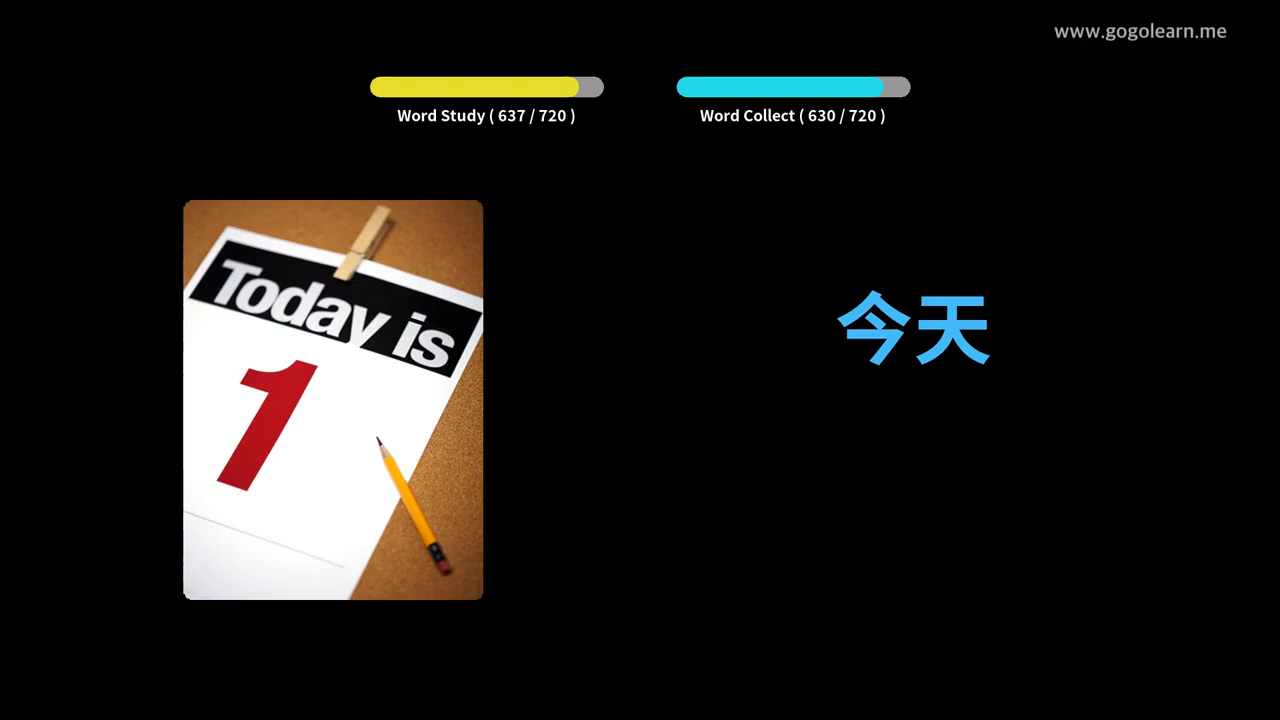 www.gogolearn.me
Word Study ( 637 / 720 )
Word Collect ( 630 / 720 )
Today is
1
今天